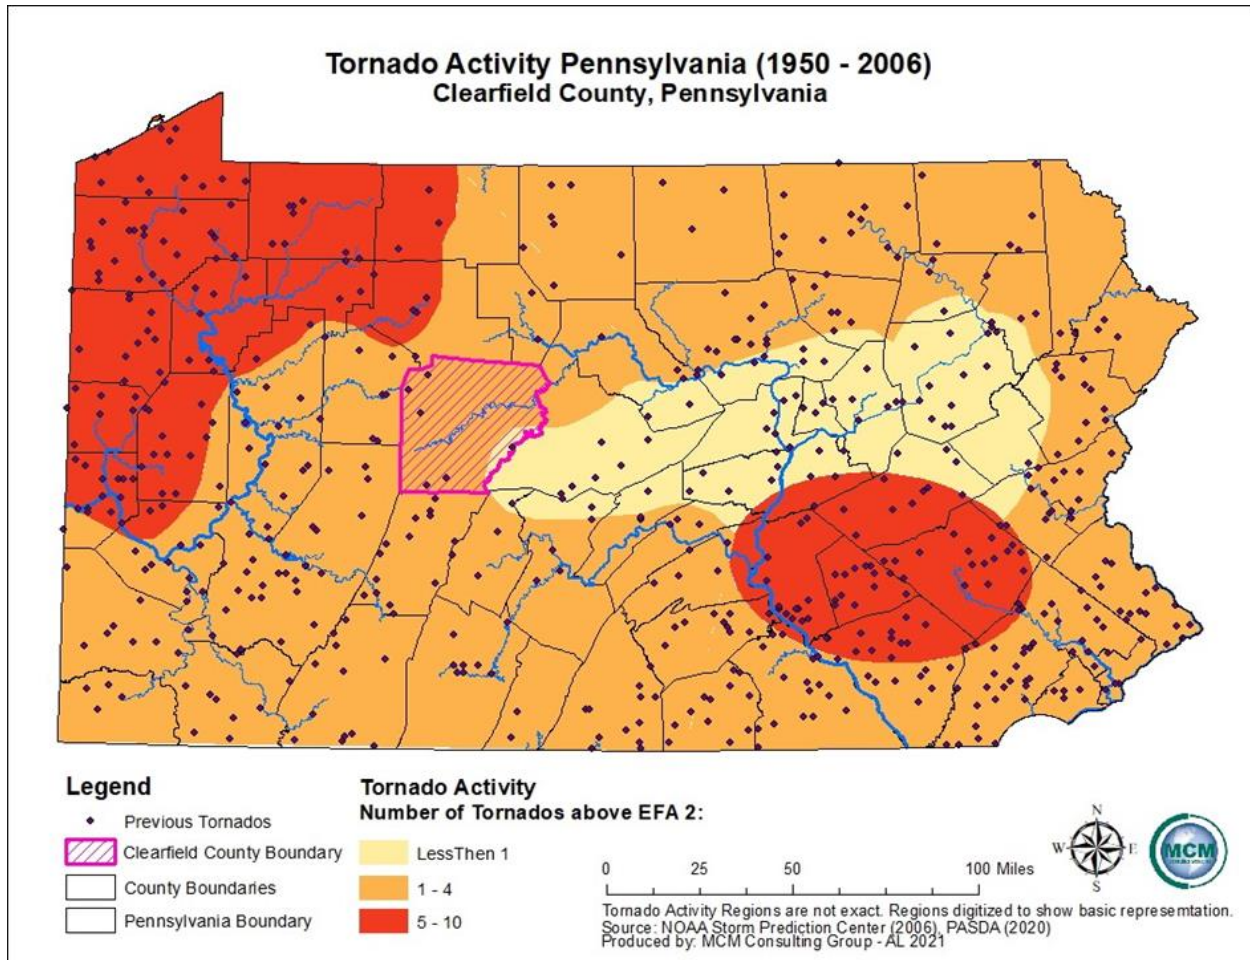 Tornado Activity Pennsylvania (1950 - 2006)
Clearfield County, Pennsylvania
Legend
Previous Tornados
Clearfield County Boundary
County Boundaries
Pennsylvania Boundary
Tornado Activity
Number of Tornados above EFA 2:
LessThen 1
1 - 4
5 - 10
0 25 50 100 Miles
N
W E
S
MCM
Tornado Activity Regions are not exact. Regions digitized to show basic represemtation.
Source: NOAA Storm Prediction Center (2006), PASDA (2020)
Produced by: MCM Consulting Group - AL 2021